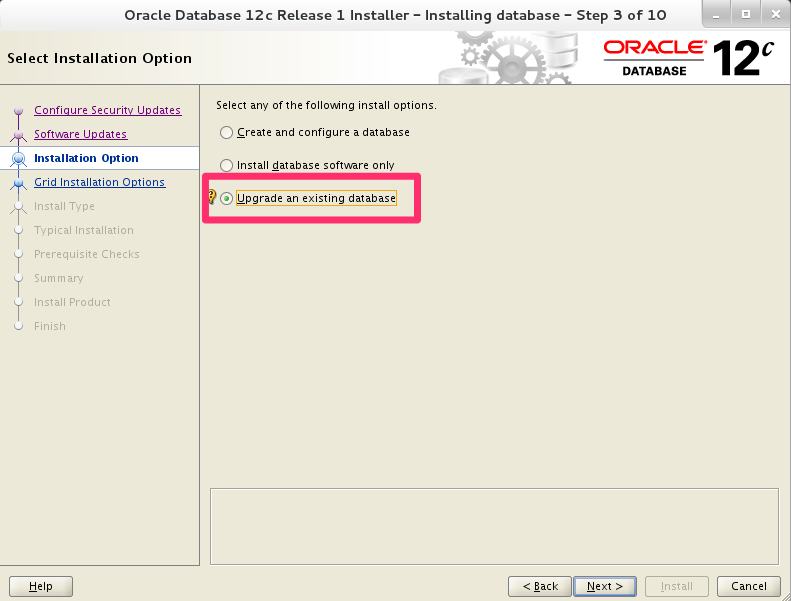 Oracle Database 12c Release 1 Installer – Installing database – Step 3 of 10
Select Installation Option
ORACLE®
DATABASE
12c
Configure Security Updates
Software Updates
Installation Option
Grid Installation Options
Install Type
Typical Installation
Prerequisite Checks
Summary
Install Product
Finish
Select any of the following install options.
Create and configure a database
Install database software only
? Upgrade an existing database
Help
< Back
Next >
Install
Cancel